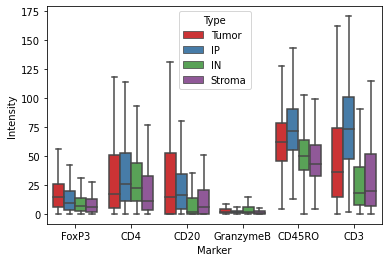 175
150
125
100
75
50
25
0
Intensity
Type
Tumor
IP
IN
Stroma
FoxP3 CD4 CD20 GranzymeB CD45RO CD3
Marker